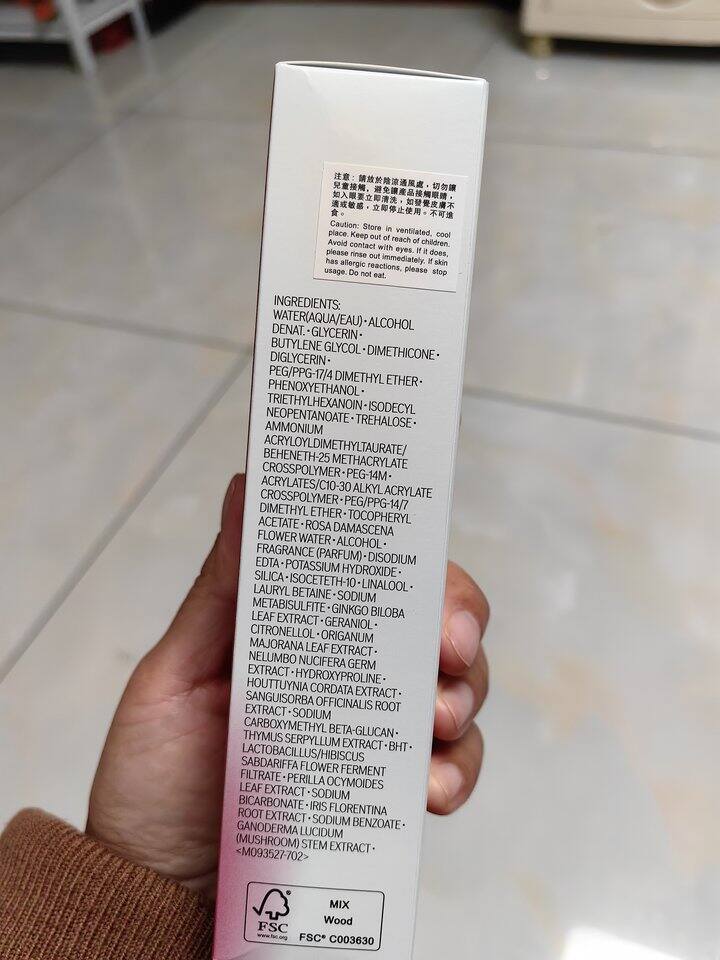 注意：請放於陰涼通風處，切勿讓
兒童接觸，避免讓產品接觸眼睛，
如入眼要立即清洗，如發覺皮膚不
適或敏感，立即停止使用。不可進
食。
Caution: Store in ventilated, cool
place. Keep out of reach of children.
Avoid contact with eyes. If it does,
please rinse out immediately. If skin
has allergic reactions, please stop
usage. Do not eat.
INGREDIENTS:
WATER(AQUA/EAU)・ALCOHOL
DENAT.・GLYCERIN・
BUTYLENE GLYCOL・DIMETHICONE・
DIGLYCERIN・
PEG/PPG-17/4 DIMETHYL ETHER・
PHENOXYETHANOL・
TRIETHYLHEXANOIN・ISODECYL
NEOPENTANOATE・TREHALOSE・
AMMONIUM
ACRYLOYLDIMETHYLTAURATE/
BEHENETH-25 METHACRYLATE
CROSSPOLYMER・PEG-14M・
ACRYLATES/C10-30 ALKYL ACRYLATE
CROSSPOLYMER・PEG/PPG-14/7
DIMETHYL ETHER・TOCOPHERYL
ACETATE・ROSA DAMASCENA
FLOWER WATER・ALCOHOL・
FRAGRANCE (PARFUM)・DISODIUM
EDTA・POTASSIUM HYDROXIDE・
SILICA・ISOCETETH-10・LINALOOL・
LAURYL BETAINE・SODIUM
METABISULFITE・GINKGO BILOBA
LEAF EXTRACT・GERANIOL・
CITRONELLOL・ORIGANUM
MAJORANA LEAF EXTRACT・
NELUMBO NUCIFERA GERM
EXTRACT・HYDROXYPROLINE・
HOUTTUYNIA CORDATA EXTRACT・
SANGUISORBA OFFICINALIS ROOT
EXTRACT・SODIUM
CARBOXYMETHYL BETA-GLUCAN・
THYMUS SERPYLLUM EXTRACT・BHT・
LACTOBACILLUS/HIBISCUS
SABDARIFFA FLOWER FERMENT
FILTRATE・PERILLA OCYMOIDES
LEAF EXTRACT・SODIUM
BICARBONATE・IRIS FLORENTINA
ROOT EXTRACT・SODIUM BENZOATE・
GANODERMA LUCIDUM
(MUSHROOM) STEM EXTRACT・
<M093527-702>
FSC®
www.fsc.org
MIX
Wood
FSC® C003630